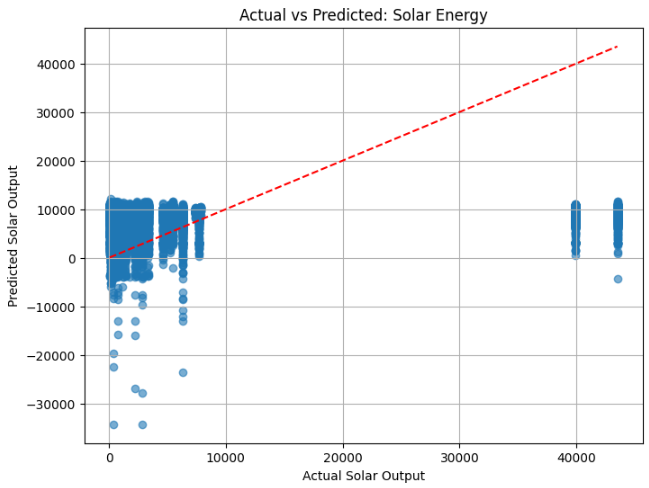 Actual vs Predicted: Solar Energy
Predicted Solar Output
40000
30000
20000
10000
0
−10000
−20000
−30000
0 10000 20000 30000 40000
Actual Solar Output